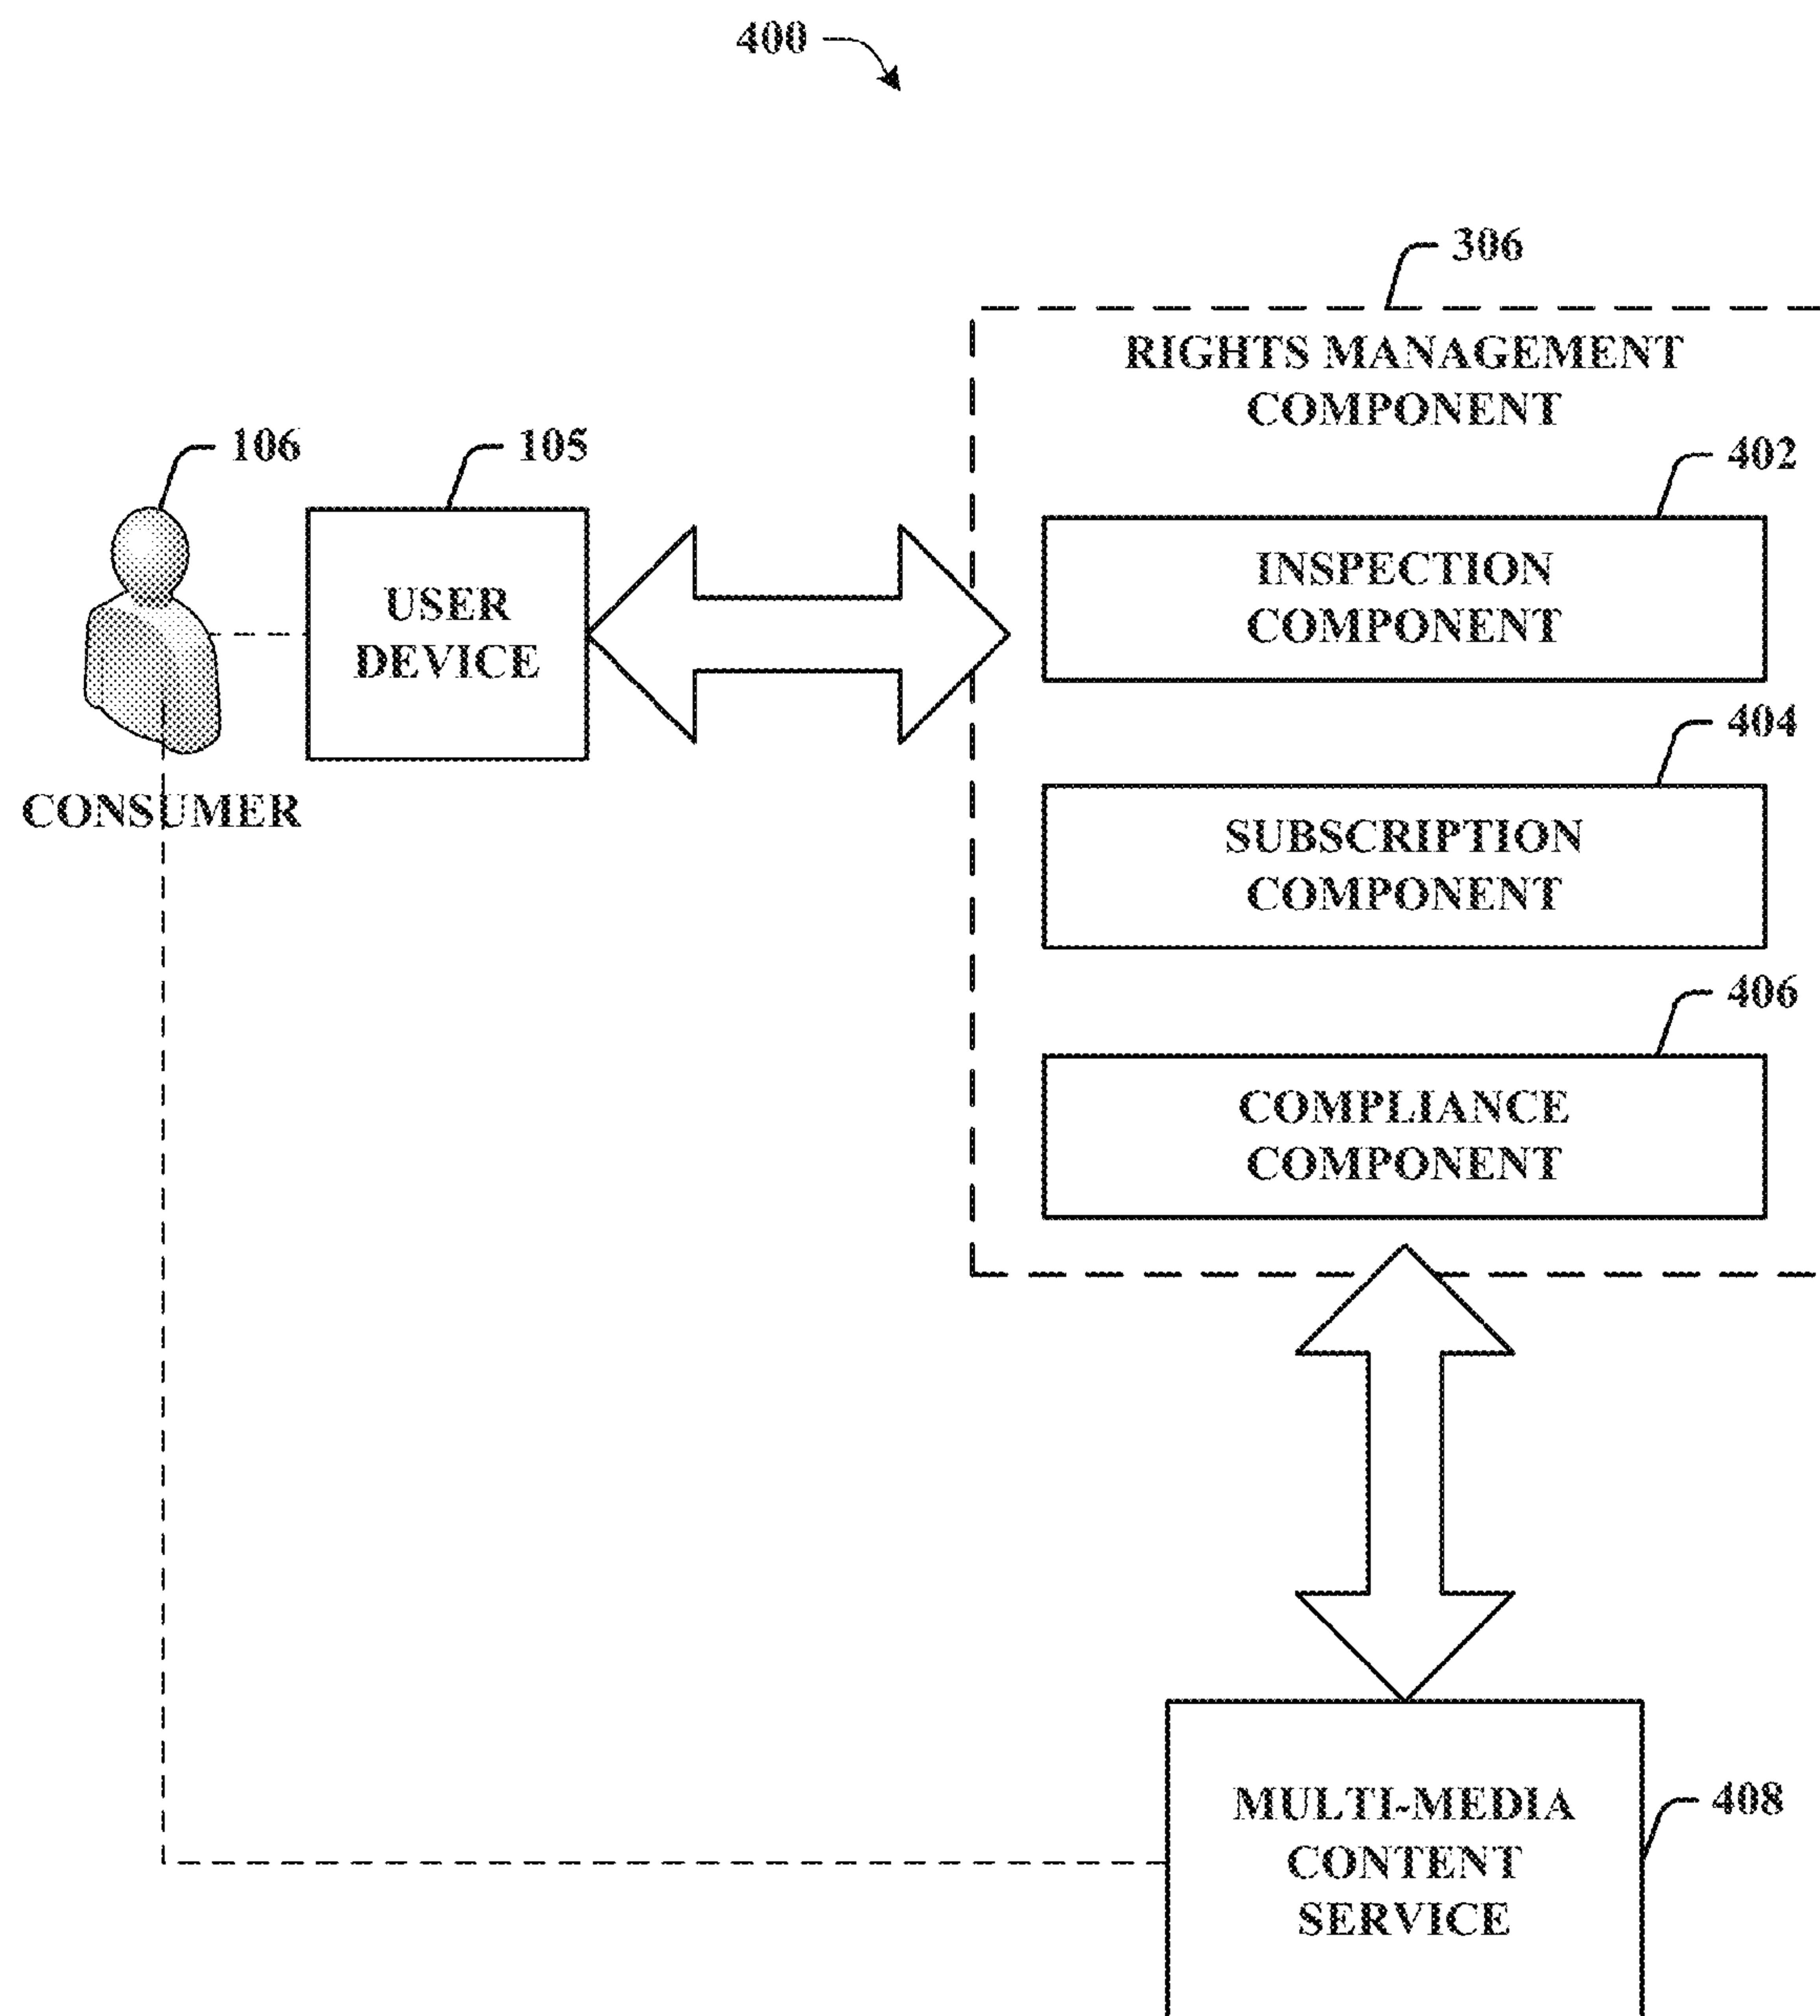 400
306
RIGHTS MANAGEMENT
COMPONENT
106
105
402
USER
DEVICE
INSPECTION
COMPONENT
404
CONSUMER
SUBSCRIPTION
COMPONENT
406
COMPLIANCE
COMPONENT
MULTI-MEDIA
CONTENT
SERVICE
408